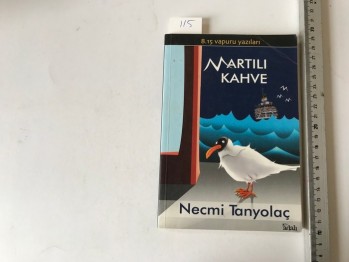 115
8.15 vapuru yazıları
MARTILI
KAHVE
Necmi Tanyolaç